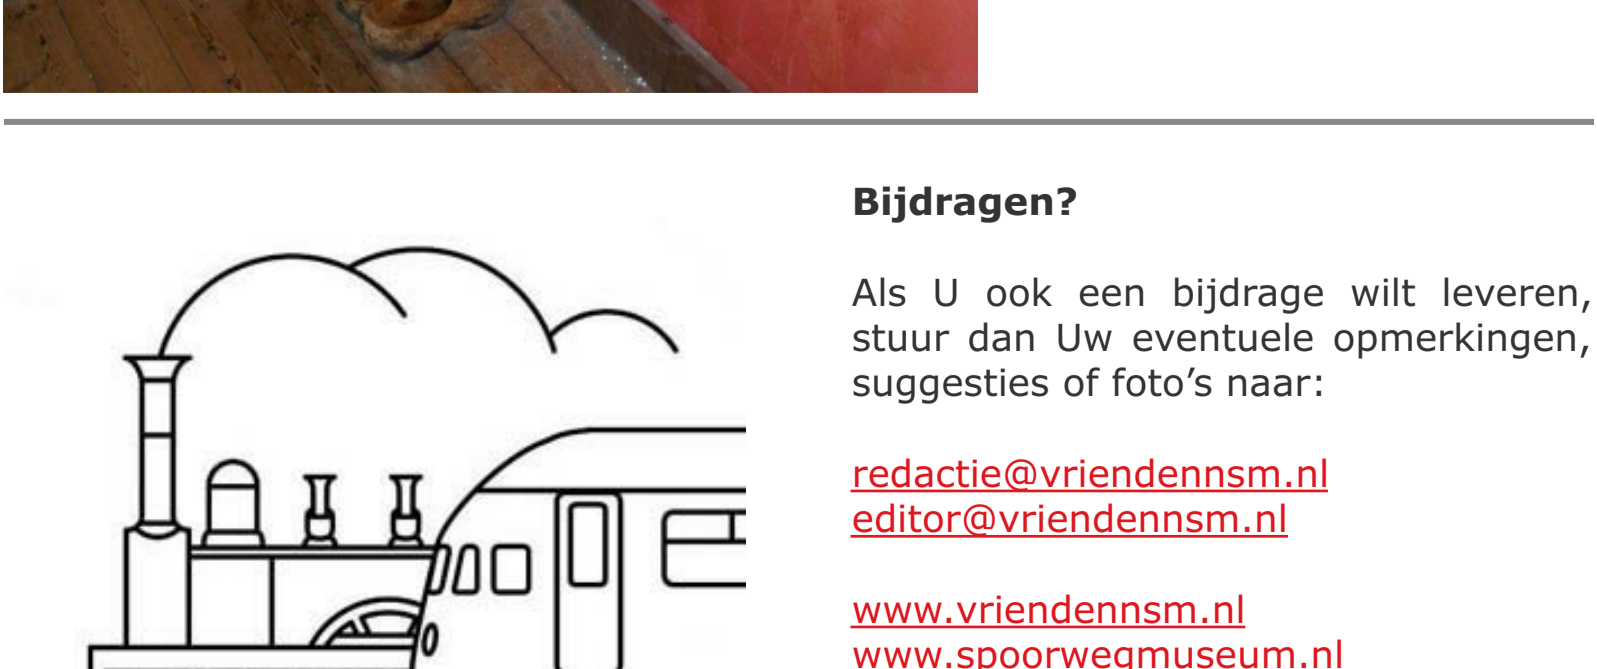 Bijdragen?
Als U ook een bijdrage wilt leveren,
stuur dan Uw eventuele opmerkingen,
suggesties of foto’s naar:
redactie@vriendennsm.nl
editor@vriendennsm.nl
www.vriendennsm.nl
www.spoorwegmuseum.nl